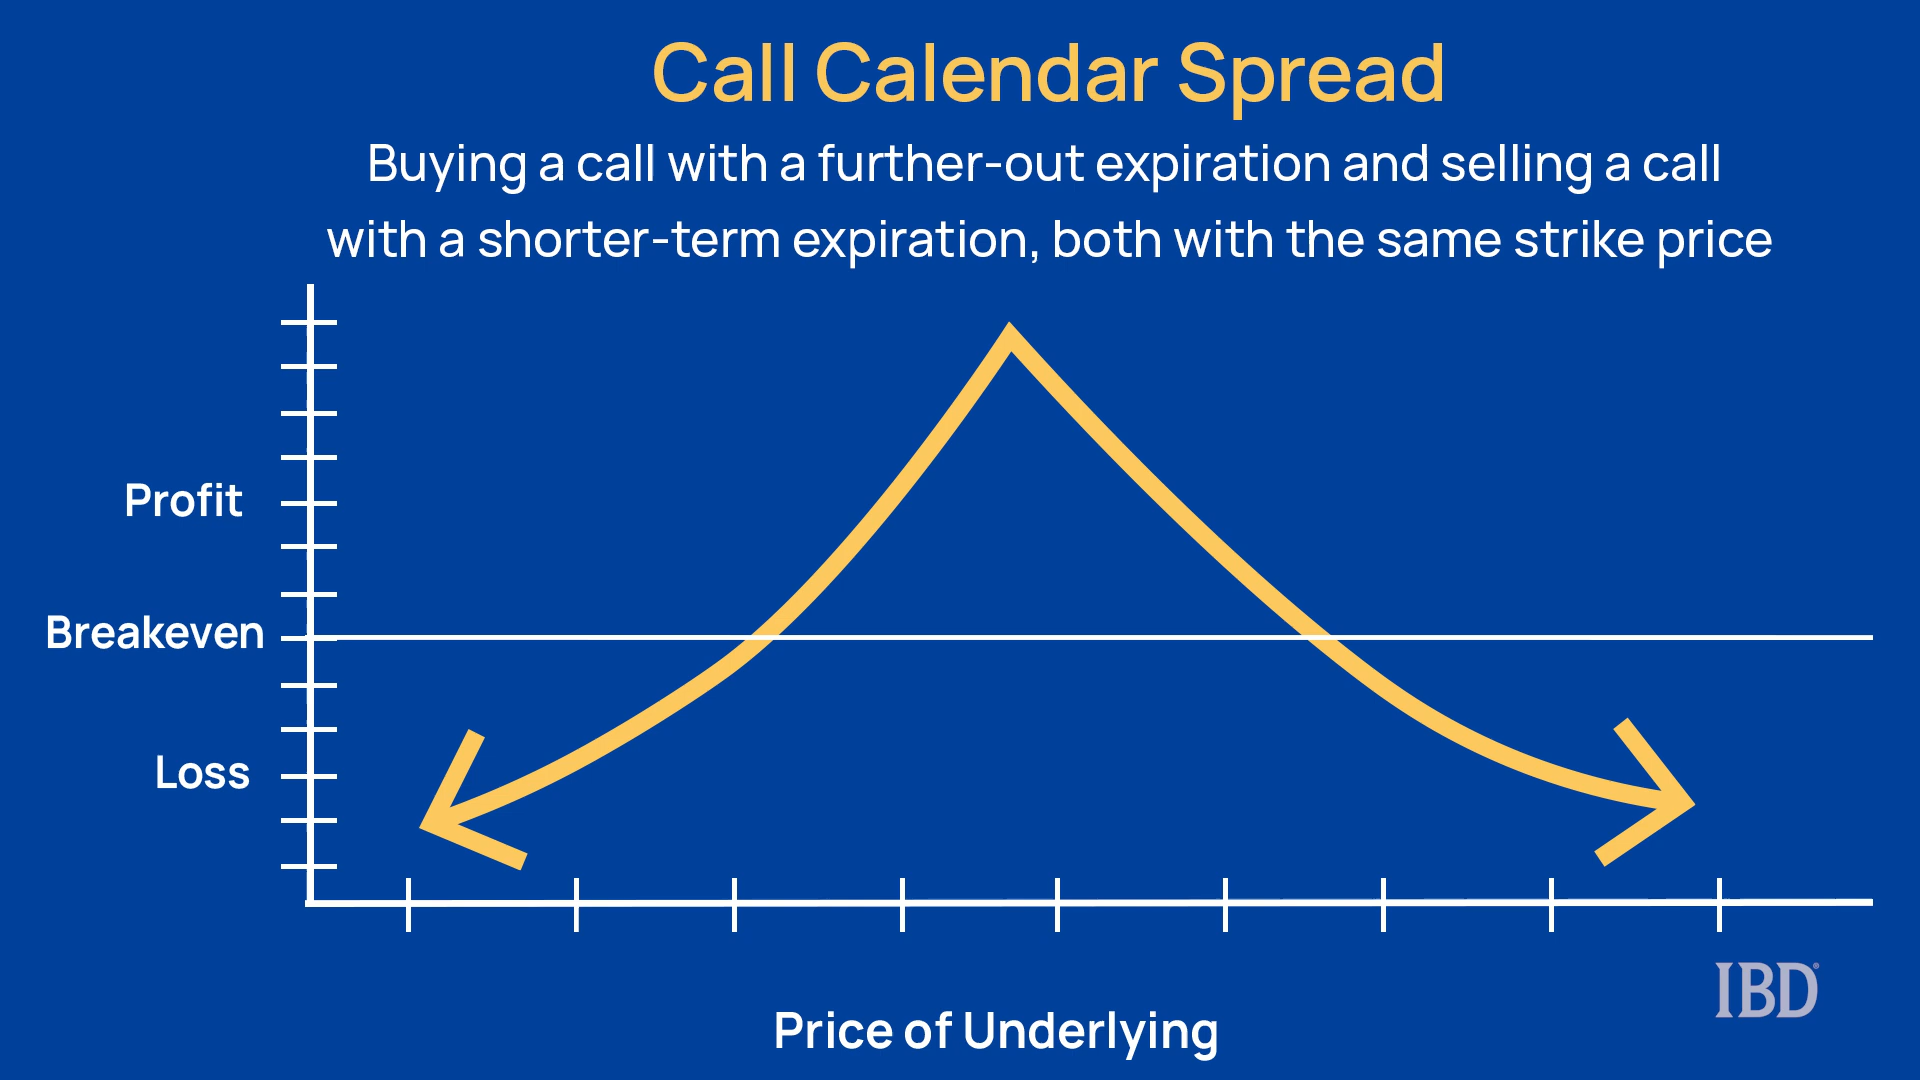 Call Calendar Spread
Buying a call with a further-out expiration and selling a call
with a shorter-term expiration, both with the same strike price
Profit
Breakeven
Loss
IBD®
Price of Underlying